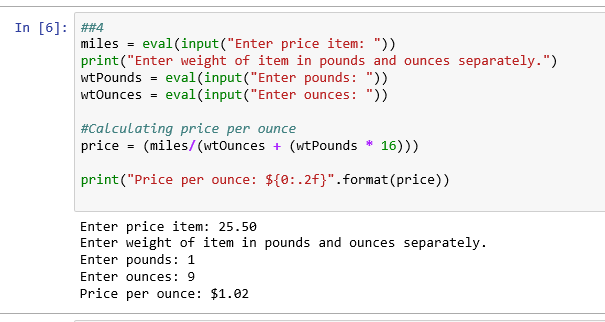 In [6]: ##4
miles = eval(input("Enter price item: "))
print("Enter weight of item in pounds and ounces separately.")
wtPounds = eval(input("Enter pounds: "))
wtOunces = eval(input("Enter ounces: "))
#Calculating price per ounce
price = (miles/(wtOunces + (wtPounds * 16)))
print("Price per ounce: ${0:.2f}".format(price))
Enter price item: 25.50
Enter weight of item in pounds and ounces separately.
Enter pounds: 1
Enter ounces: 9
Price per ounce: $1.02